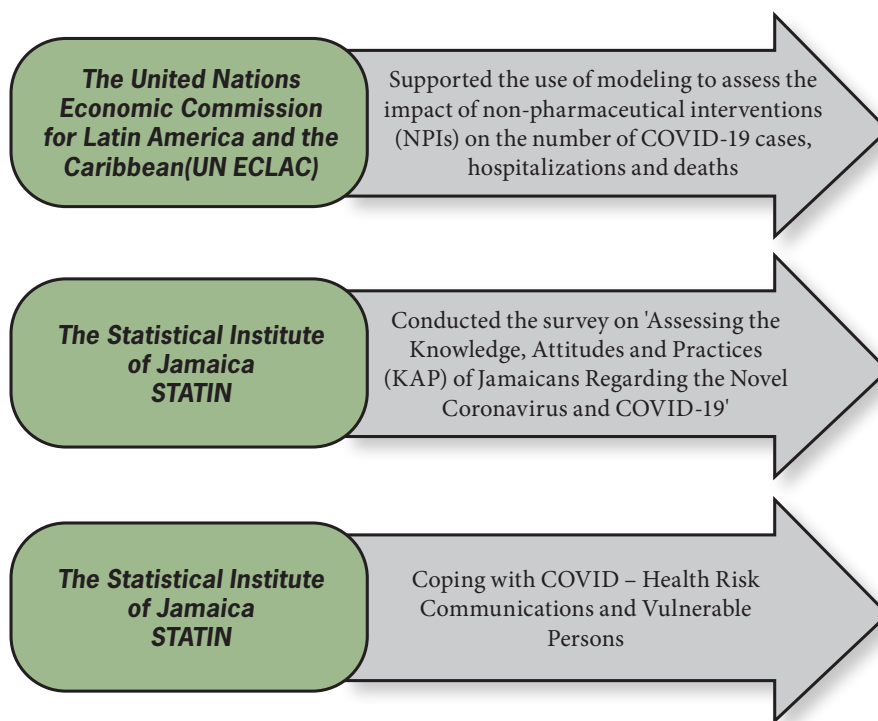 The United Nations
Economic Commission
for Latin America and the
Caribbean(UN ECLAC)
Supported the use of modeling to assess the
impact of non-pharmaceutical interventions
(NPIs) on the number of COVID-19 cases,
hospitalizations and deaths
The Statistical Institute
of Jamaica
STATIN
Conducted the survey on 'Assessing the
Knowledge, Attitudes and Practices
(KAP) of Jamaicans Regarding the Novel
Coronavirus and COVID-19'
The Statistical Institute
of Jamaica
STATIN
Coping with COVID – Health Risk
Communications and Vulnerable
Persons